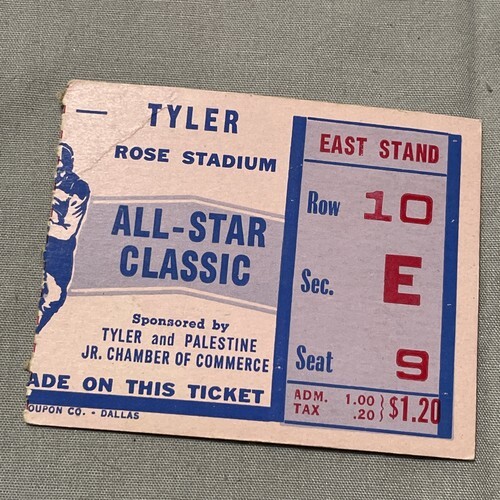 TYLER
ROSE STADIUM
ALL-STAR
CLASSIC
Sponsored by
TYLER and PALESTINE
JR. CHAMBER OF COMMERCE
ADE ON THIS TICKET
OUPON CO. - DALLAS
EAST STAND
Row 10
Sec. E
Seat 9
ADM. 1.00
TAX .20 } $1.20